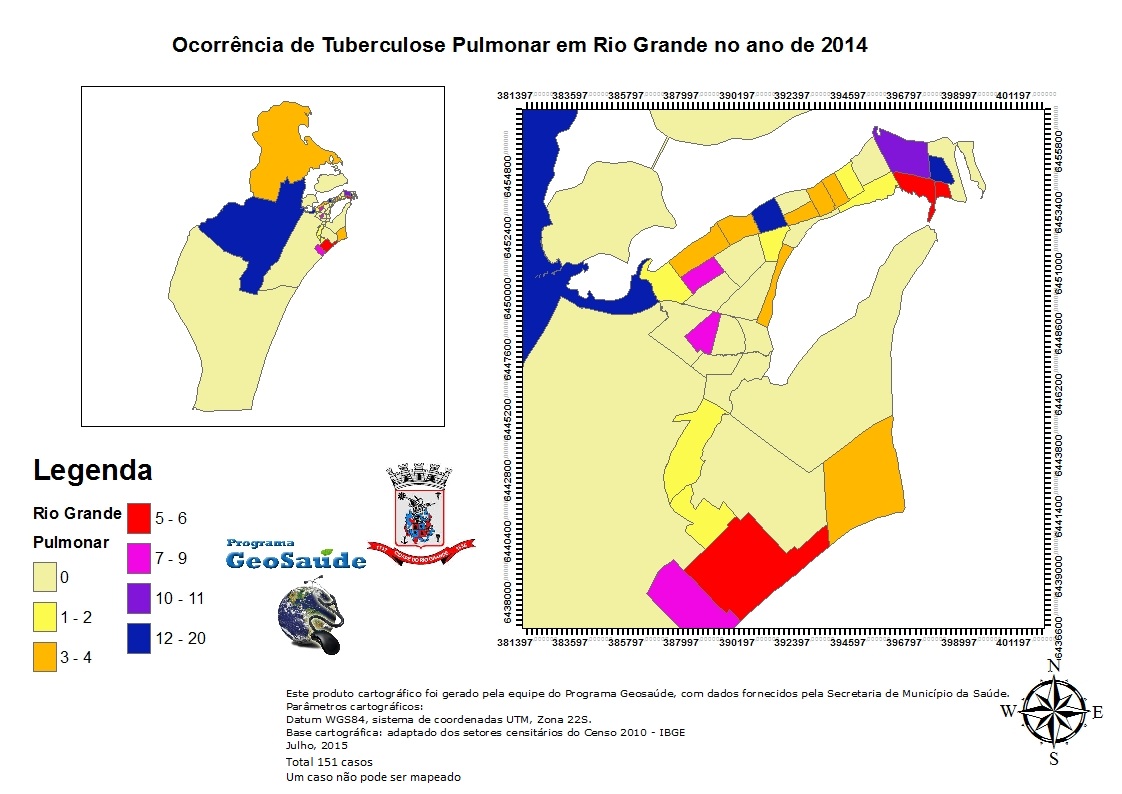 Ocorrência de Tuberculose Pulmonar em Rio Grande no ano de 2014
381397 383597 385797 387997 390197 392397 394597 396797 398997 401197
6454800
6452400
6450000
6447600
6445200
6442800
6440400
6438000
6455800
6453400
6451000
6448600
6446200
6443800
6441400
6439000
6436600
381397 383597 385797 387997 390197 392397 394597 396797 398997 401197
Legenda
Rio Grande
Pulmonar
0
1 - 2
3 - 4
5 - 6
7 - 9
10 - 11
12 - 20
Programa
GeoSaúde
N
W E
S
Este produto cartográfico foi gerado pela equipe do Programa Geosaúde, com dados fornecidos pela Secretaria de Município da Saúde.
Parâmetros cartográficos:
Datum WGS84, sistema de coordenadas UTM, Zona 22S.
Base cartográfica: adaptado dos setores censitários do Censo 2010 - IBGE
Julho, 2015
Total 151 casos
Um caso não pode ser mapeado